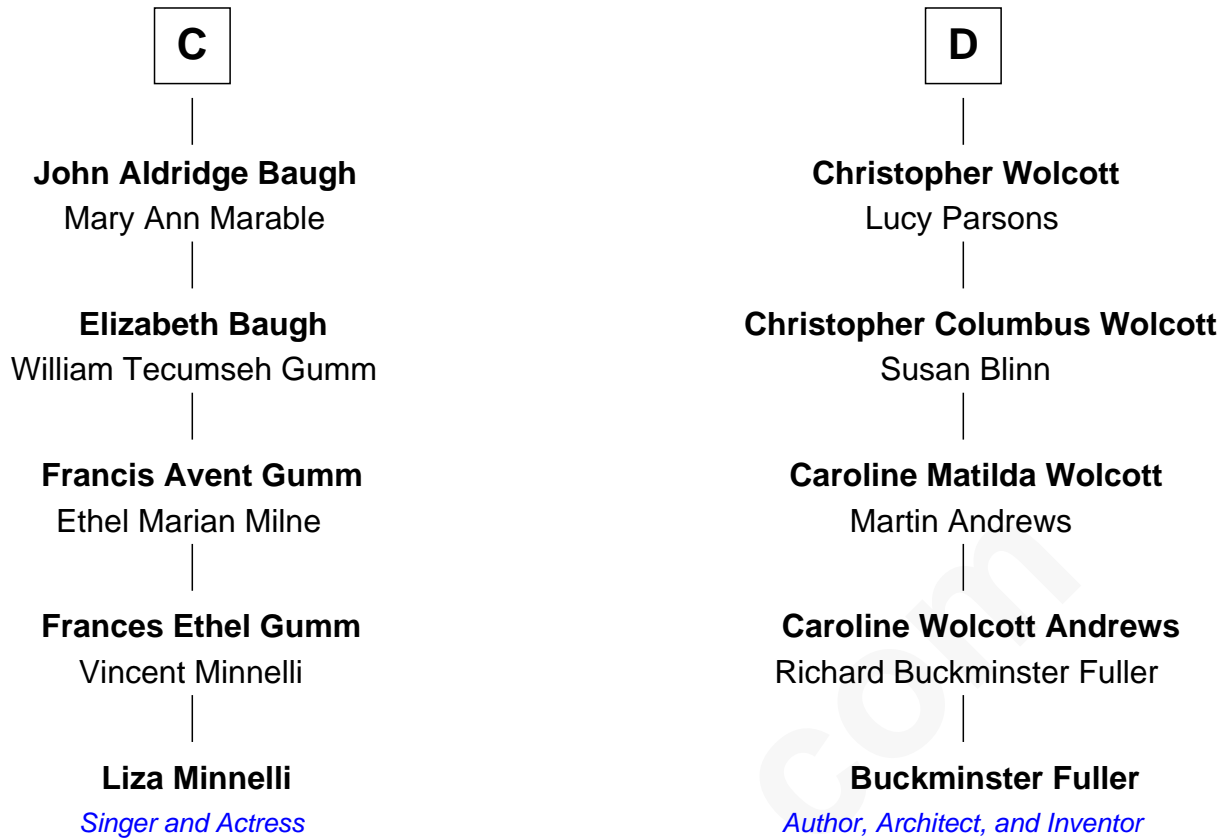 C
John Aldridge Baugh
Mary Ann Marable
Elizabeth Baugh
William Tecumseh Gumm
Francis Avent Gumm
Ethel Marian Milne
Frances Ethel Gumm
Vincent Minnelli
Liza Minnelli
Singer and Actress
D
Christopher Wolcott
Lucy Parsons
Christopher Columbus Wolcott
Susan Blinn
Caroline Matilda Wolcott
Martin Andrews
Caroline Wolcott Andrews
Richard Buckminster Fuller
Buckminster Fuller
Author, Architect, and Inventor
com